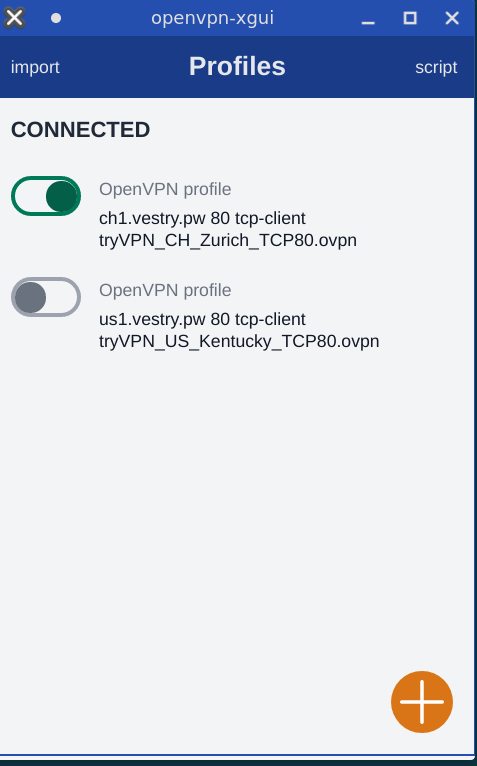 openvpn-xgui
import
Profiles
script
CONNECTED
OpenVPN profile
ch1.vestry.pw 80 tcp-client
tryVPN_CH_Zurich_TCP80.ovpn
OpenVPN profile
us1.vestry.pw 80 tcp-client
tryVPN_US_Kentucky_TCP80.ovpn